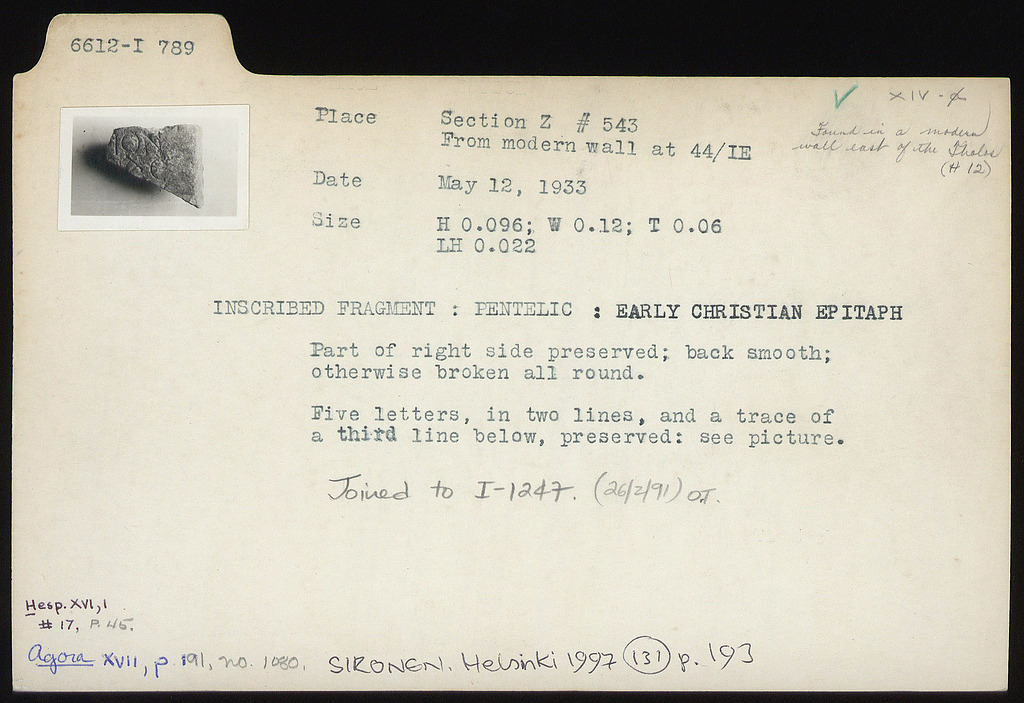 6612-I 789
Place Section Z # 543
From modern wall at 44/IE
✓ XIV-
Found in a modern
wall east of the Tholos
(H 12)
Date May 12, 1933
Size H 0.096; W 0.12; T 0.06
LH 0.022
INSCRIBED FRAGMENT : PENTELIC : EARLY CHRISTIAN EPITAPH
Part of right side preserved; back smooth;
otherwise broken all round.
Five letters, in two lines, and a trace of
a third line below, preserved: see picture.
Joined to I-1247. (26/2/91) OT.
Hesp. XVI, 1
# 17, P. 45.
Agora XVII, p. 191, no. 1080. SIRONEN. Helsinki 1997 (131) p. 193